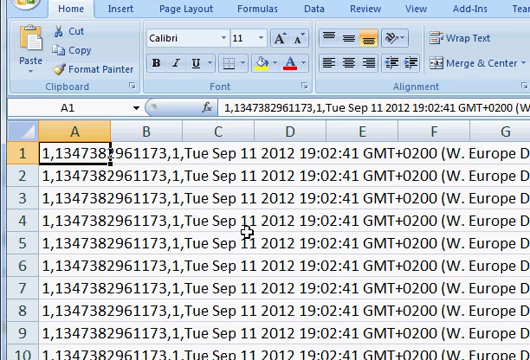 Home Insert Page Layout Formulas Data Review View Add-Ins
Cut
Copy
Paste
Format Painter
Calibri 11 A A
B I U A
Wrap Text
Merge & Center
Clipboard Font Alignment
A1 fx 1,1347382961173,1,Tue Sep 11 2012 19:02:41 GMT+0200 (W
A B C D E F G
1 1,1347382961173,1,Tue Sep 11 2012 19:02:41 GMT+0200 (W. Europe D
2 1,1347382961173,1,Tue Sep 11 2012 19:02:41 GMT+0200 (W. Europe D
3 1,1347382961173,1,Tue Sep 11 2012 19:02:41 GMT+0200 (W. Europe D
4 1,1347382961173,1,Tue Sep 11 2012 19:02:41 GMT+0200 (W. Europe D
5 1,1347382961173,1,Tue Sep 11 2012 19:02:41 GMT+0200 (W. Europe D
6 1,1347382961173,1,Tue Sep 11 2012 19:02:41 GMT+0200 (W. Europe D
7 1,1347382961173,1,Tue Sep 11 2012 19:02:41 GMT+0200 (W. Europe D
8 1,1347382961173,1,Tue Sep 11 2012 19:02:41 GMT+0200 (W. Europe D
9 1,1347382961173,1,Tue Sep 11 2012 19:02:41 GMT+0200 (W. Europe D
10 1,1347382961173,1,Tue Sep 11 2012 19:02:41 GMT+0200 (W. Europe D